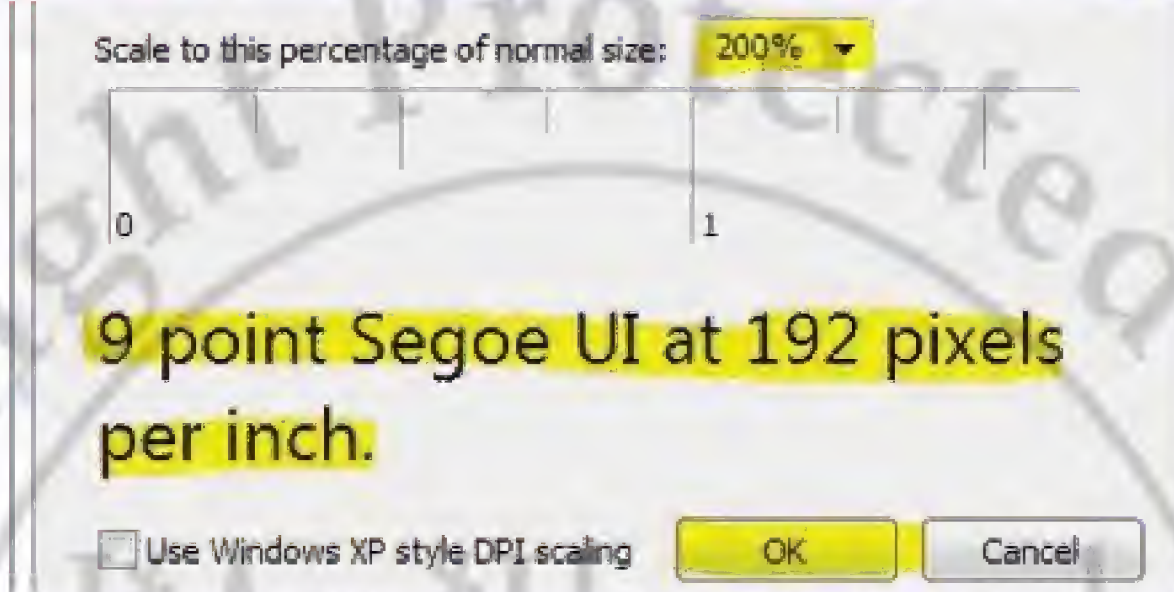 Scale to this percentage of normal size: 200%
0 1
9 point Segoe UI at 192 pixels
per inch.
Use Windows XP style DPI scaling OK Cancel